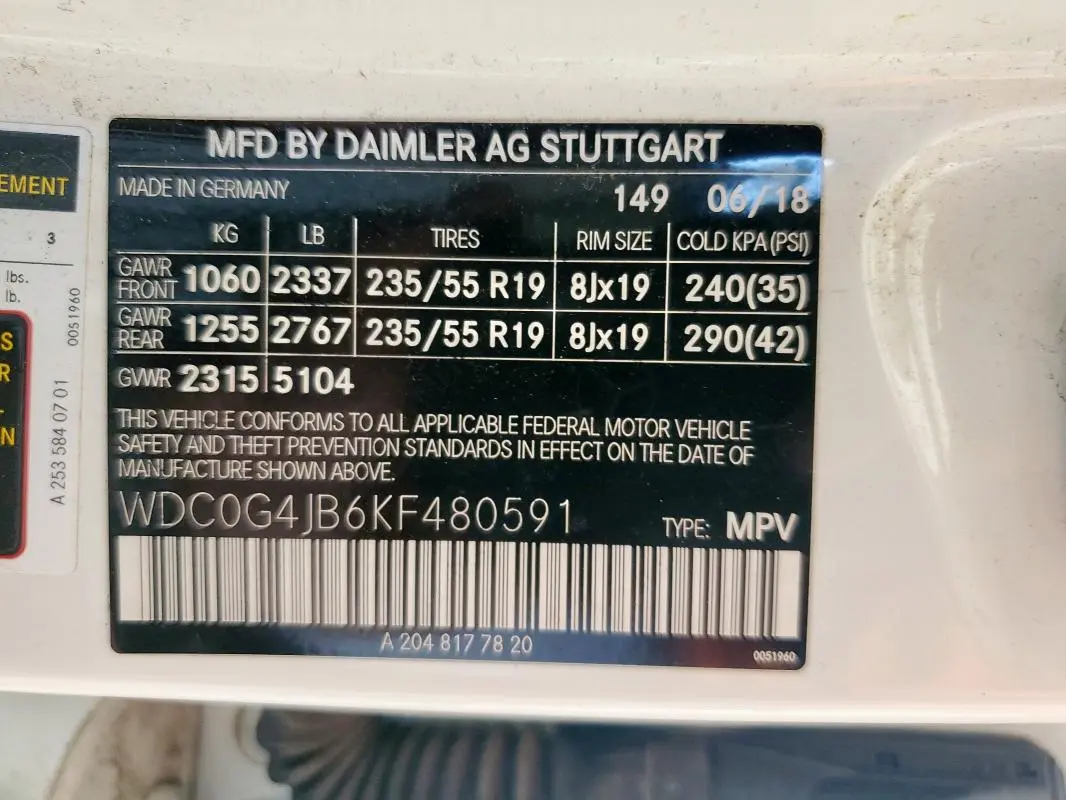 MFD BY DAIMLER AG STUTTGART
MADE IN GERMANY 149 06/18
KG LB TIRES RIM SIZE COLD KPA(PSI)
GAWR FRONT 1060 2337 235/55 R19 8Jx19 240(35)
GAWR REAR 1255 2767 235/55 R19 8Jx19 290(42)
GVWR 2315 5104
THIS VEHICLE CONFORMS TO ALL APPLICABLE FEDERAL MOTOR VEHICLE
SAFETY AND THEFT PREVENTION STANDARDS IN EFFECT ON THE DATE OF
MANUFACTURE SHOWN ABOVE.
WDC0G4JB6KF480591 TYPE: MPV
A 204 817 78 20
0051960
EMENT
3
lbs.
lb.
0051960
A 253 584 07 01
S
R
N